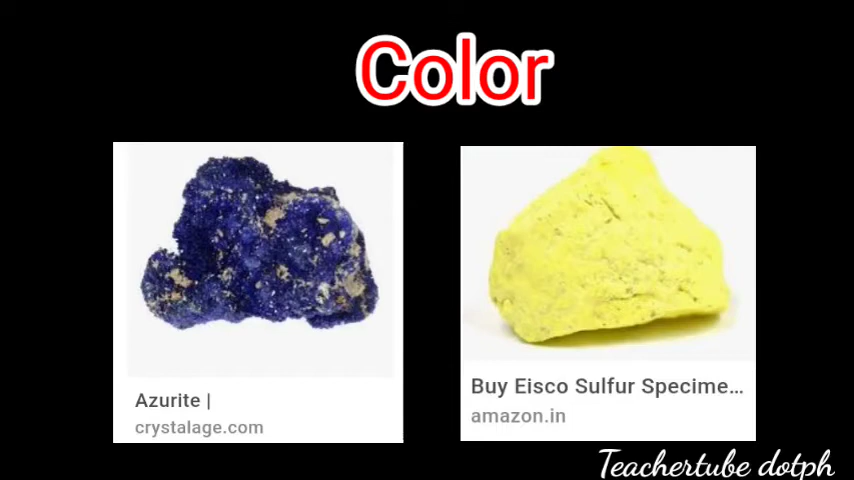 Color
Azurite |
crystalage.com
Buy Eisco Sulfur Specime...
amazon.in
Teachertube dotph